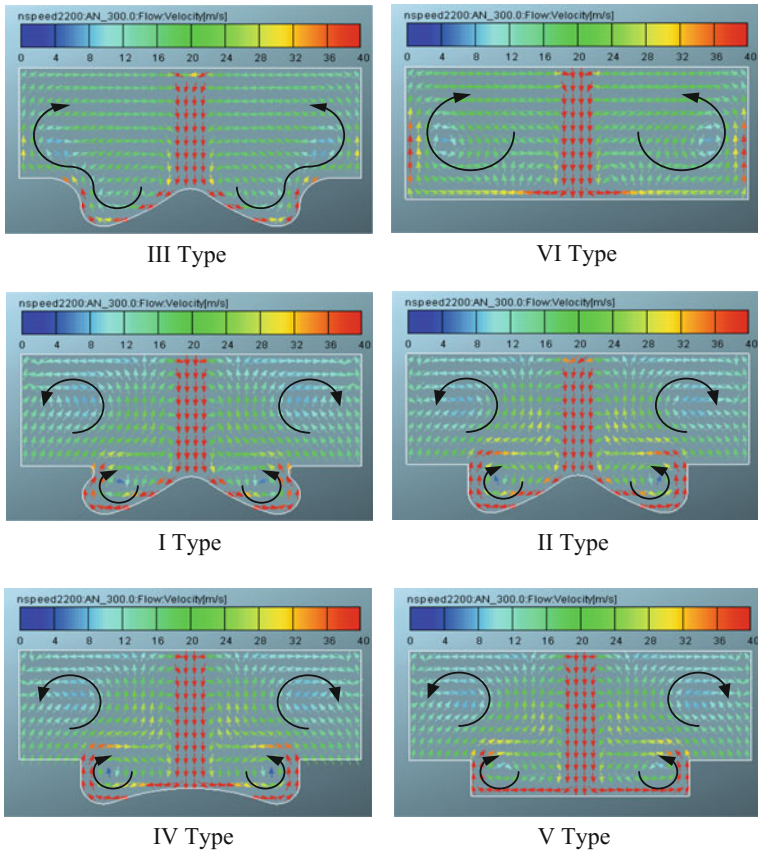 nspeed2200:AN_300.0:Flow:Velocity[m/s]
0 4 8 12 16 20 24 28 32 36 40
III Type
nspeed2200:AN_300.0:Flow:Velocity[m/s]
0 4 8 12 16 20 24 28 32 36 40
VI Type
nspeed2200:AN_300.0:Flow:Velocity[m/s]
0 4 8 12 16 20 24 28 32 36 40
I Type
nspeed2200:AN_300.0:Flow:Velocity[m/s]
0 4 8 12 16 20 24 28 32 36 40
II Type
nspeed2200:AN_300.0:Flow:Velocity[m/s]
0 4 8 12 16 20 24 28 32 36 40
IV Type
nspeed2200:AN_300.0:Flow:Velocity[m/s]
0 4 8 12 16 20 24 28 32 36 40
V Type